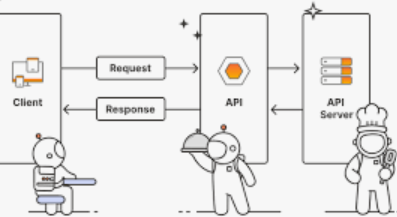 Request
Client
Response
API
API
Server